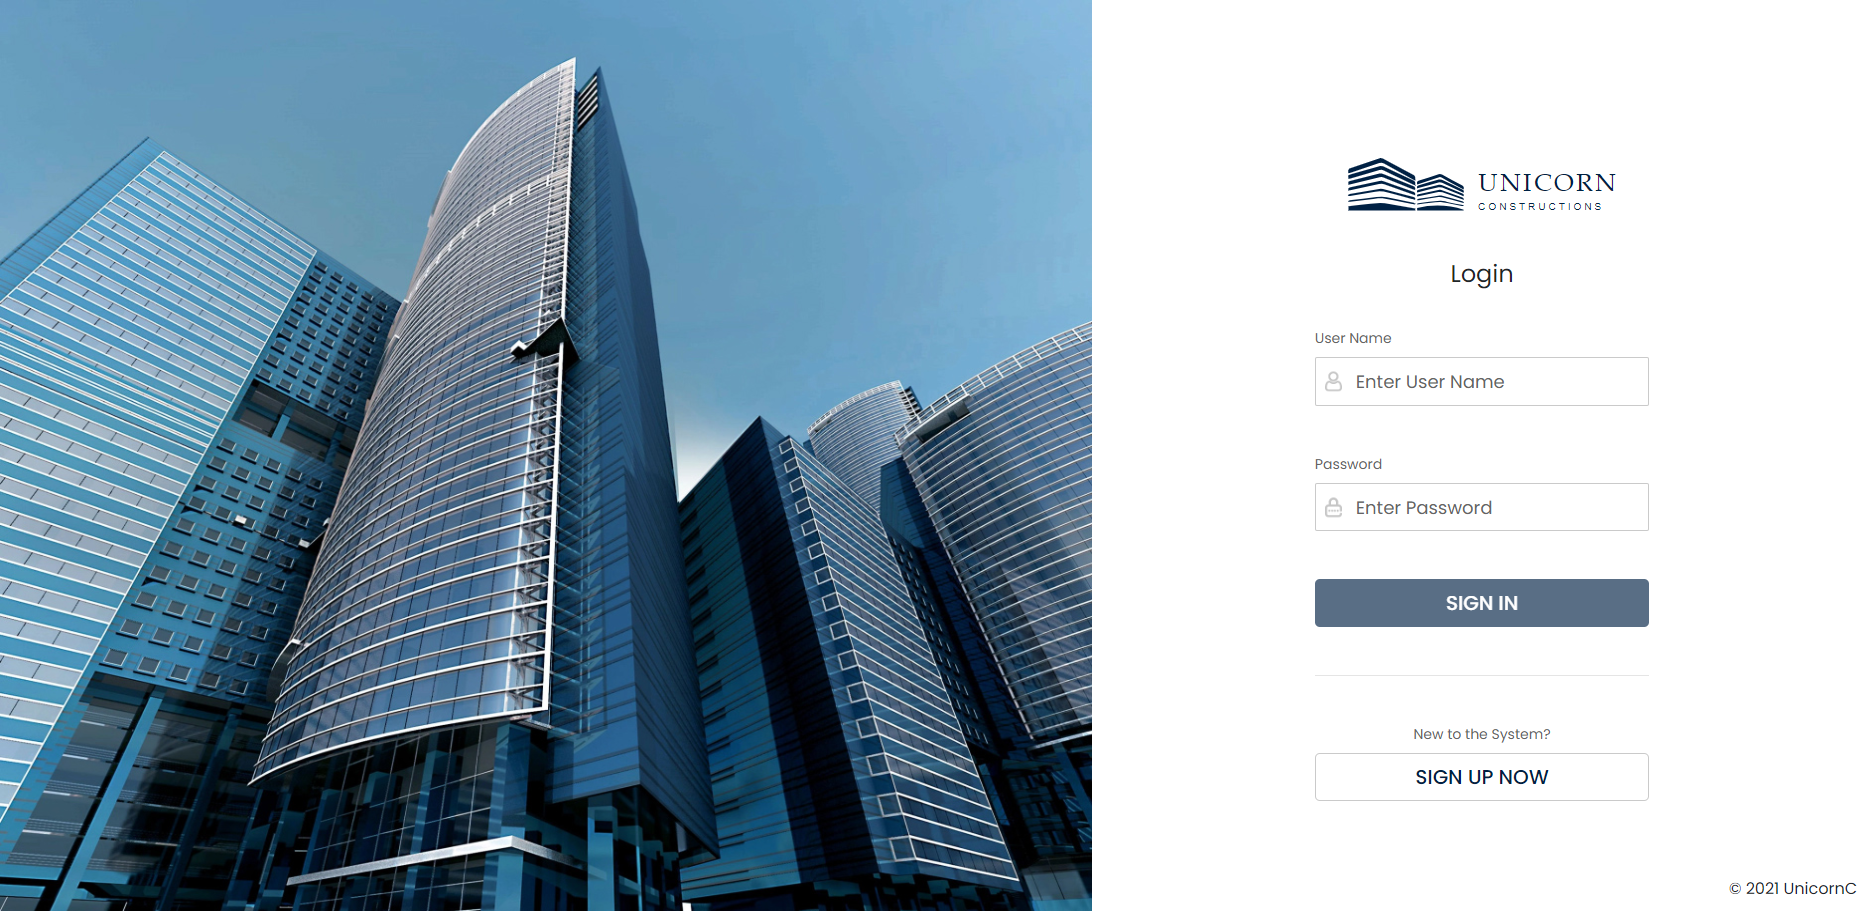 UNICORN
CONSTRUCTIONS
Login
User Name
Enter User Name
Password
Enter Password
SIGN IN
New to the System?
SIGN UP NOW
© 2021 UnicornC